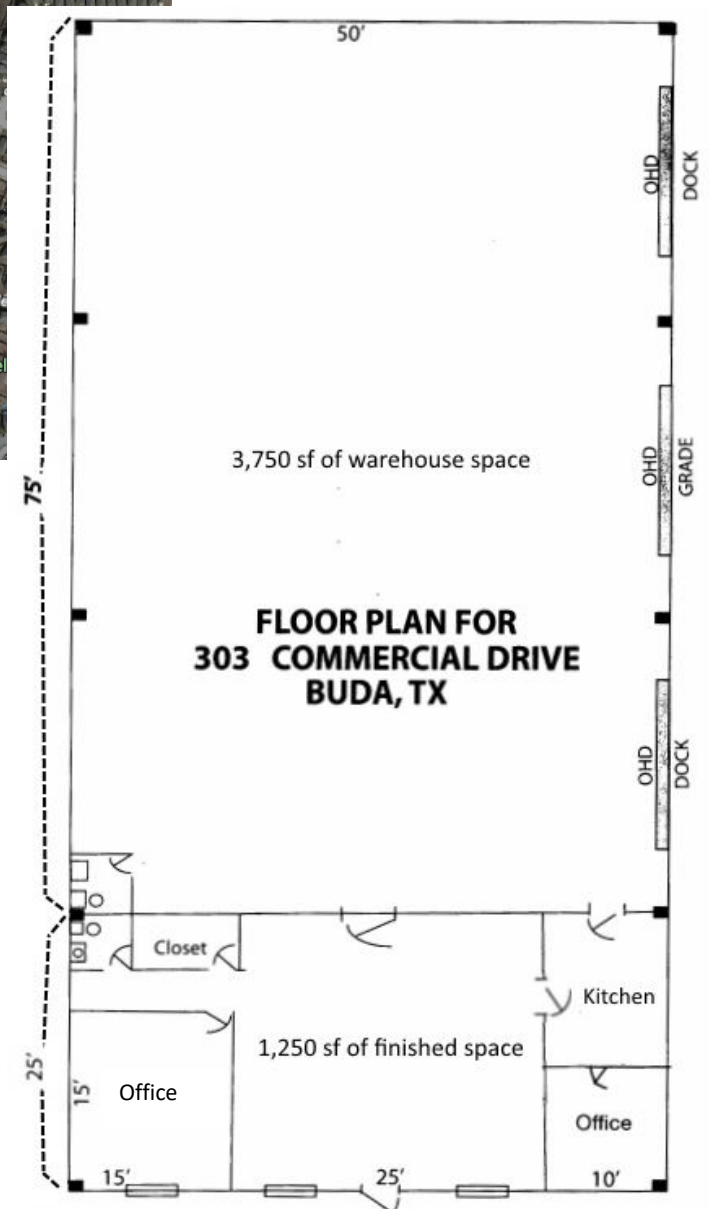 50'
OHD
DOCK
75'
3,750 sf of warehouse space
OHD
GRADE
FLOOR PLAN FOR
303 COMMERCIAL DRIVE
BUDA, TX
OHD
DOCK
Closet
Kitchen
25'
1,250 sf of finished space
15'
Office
Office
15'
25'
10'